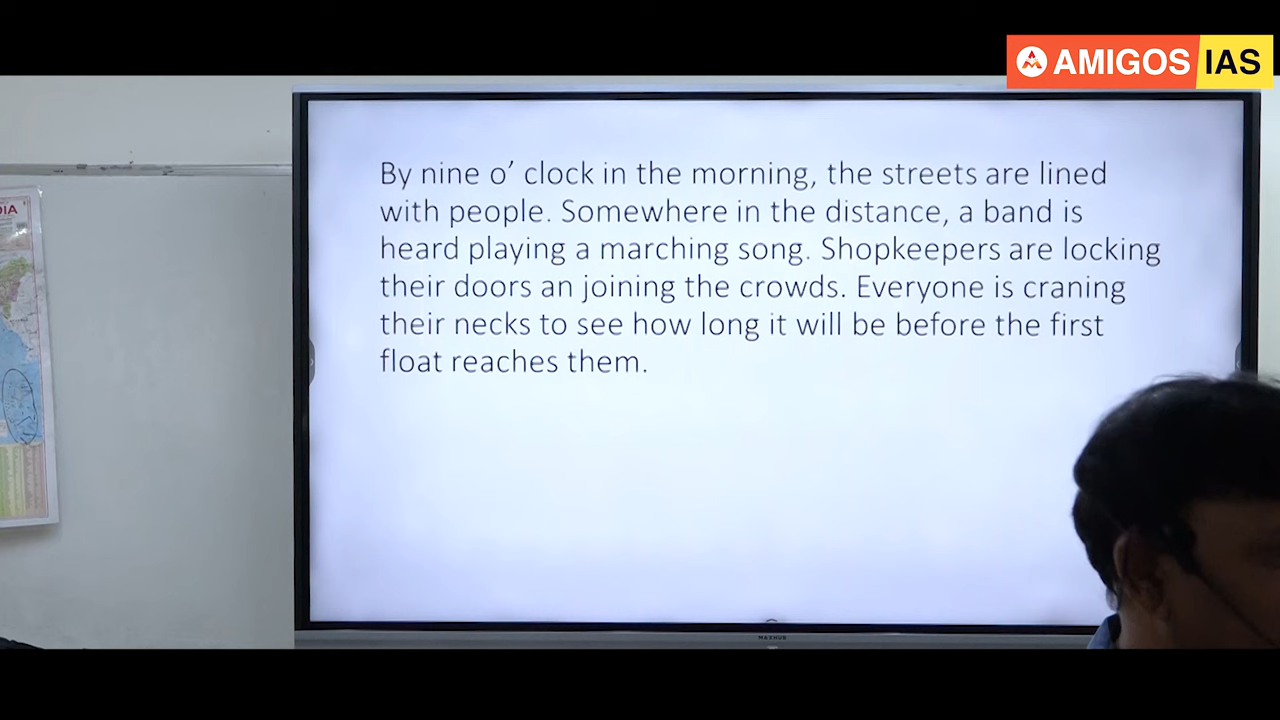 AMIGOS IAS
By nine o’ clock in the morning, the streets are lined
with people. Somewhere in the distance, a band is
heard playing a marching song. Shopkeepers are locking
their doors an joining the crowds. Everyone is craning
their necks to see how long it will be before the first
float reaches them.
DIA
MAXHUB